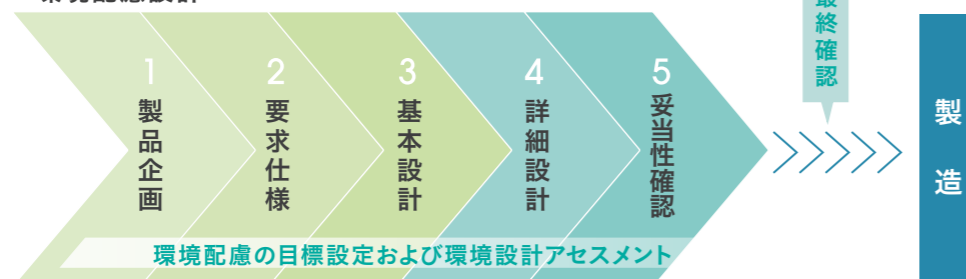 1
製品企画
2
要求仕様
3
基本設計
4
詳細設計
5
妥当性確認
環境配慮の目標設定および環境設計アセスメント
終確認
製造